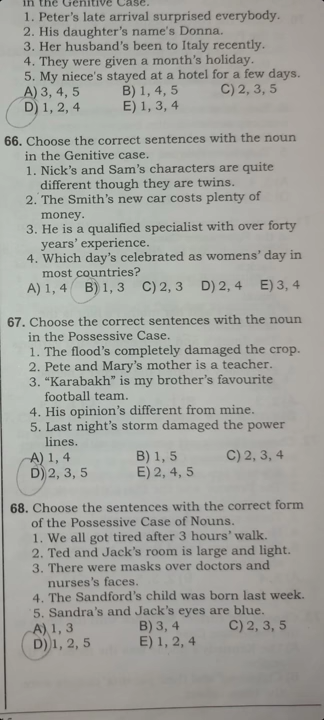 in the Genitive Case.
1. Peter's late arrival surprised everybody.
2. His daughter's name's Donna.
3. Her husband's been to Italy recently.
4. They were given a month's holiday.
5. My niece's stayed at a hotel for a few days.
A) 3, 4, 5 B) 1, 4, 5 C) 2, 3, 5
D) 1, 2, 4 E) 1, 3, 4
66. Choose the correct sentences with the noun
in the Genitive case.
1. Nick's and Sam's characters are quite
different though they are twins.
2. The Smith's new car costs plenty of
money.
3. He is a qualified specialist with over forty
years' experience.
4. Which day's celebrated as womens' day in
most countries?
A) 1, 4 B) 1, 3 C) 2, 3 D) 2, 4 E) 3, 4
67. Choose the correct sentences with the noun
in the Possessive Case.
1. The flood's completely damaged the crop.
2. Pete and Mary's mother is a teacher.
3. "Karabakh" is my brother's favourite
football team.
4. His opinion's different from mine.
5. Last night's storm damaged the power
lines.
A) 1, 4 B) 1, 5 C) 2, 3, 4
D) 2, 3, 5 E) 2, 4, 5
68. Choose the sentences with the correct form
of the Possessive Case of Nouns.
1. We all got tired after 3 hours' walk.
2. Ted and Jack's room is large and light.
3. There were masks over doctors and
nurses's faces.
4. The Sandford's child was born last week.
5. Sandra's and Jack's eyes are blue.
A) 1, 3 B) 3, 4 C) 2, 3, 5
D) 1, 2, 5 E) 1, 2, 4